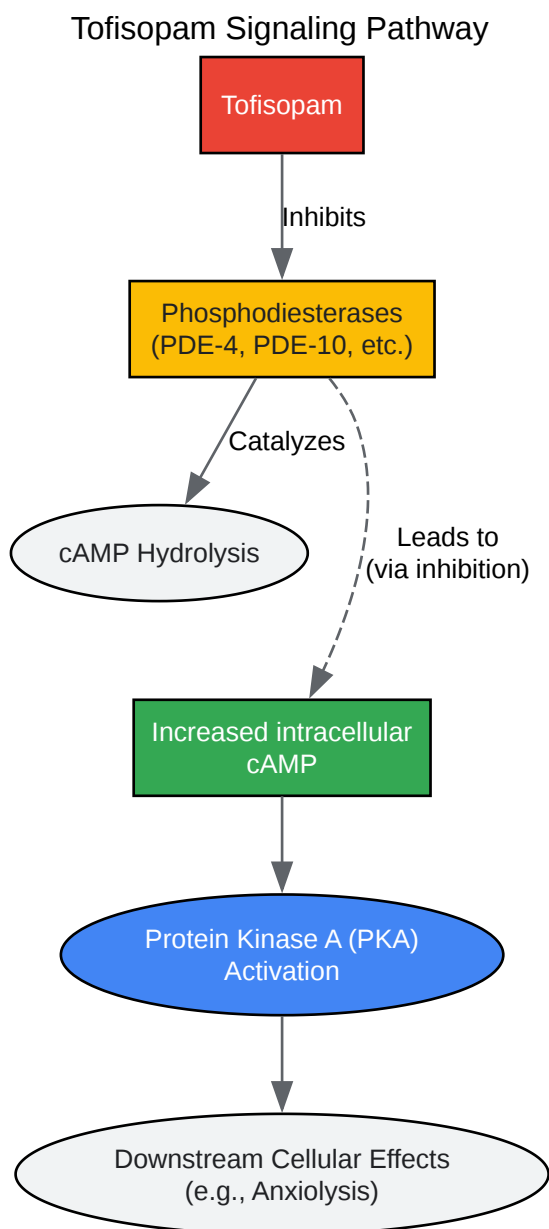 Tofisopam Signaling Pathway
Tofisopam
Inhibits
Phosphodiesterases
(PDE-4, PDE-10, etc.)
Catalyzes
cAMP Hydrolysis
Leads to
(via inhibition)
Increased intracellular
cAMP
Protein Kinase A (PKA)
Activation
Downstream Cellular Effects
(e.g., Anxiolysis)